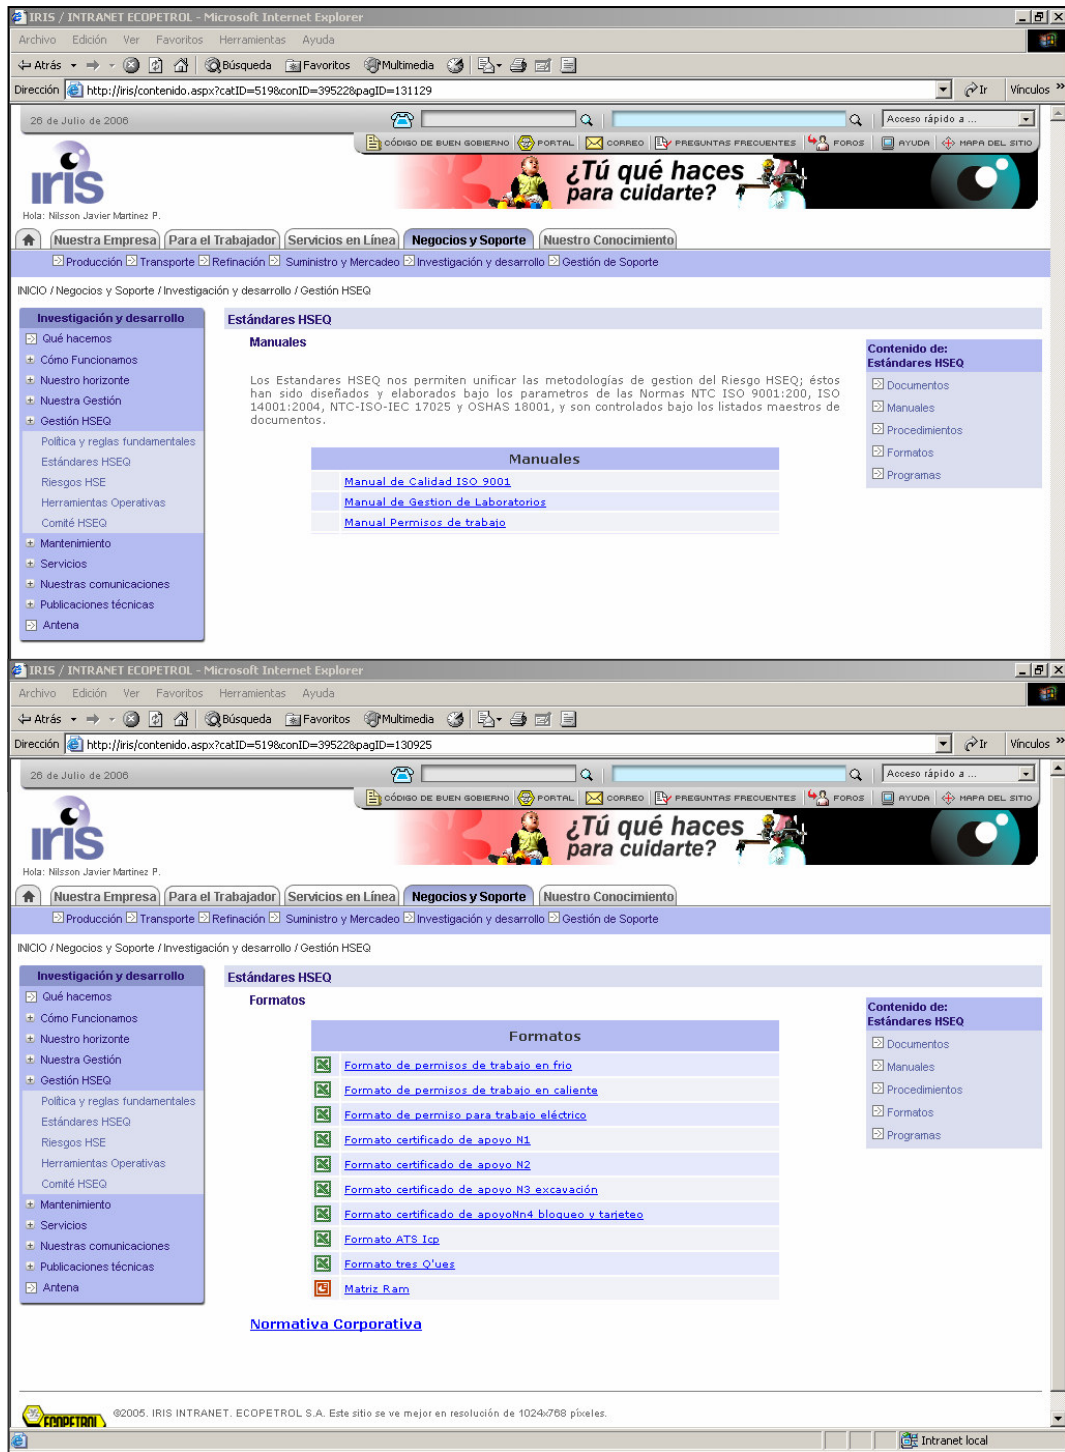 IRIS / INTRANET ECOPETROL - Microsoft Internet Explorer
Archivo Edición Ver Favoritos Herramientas Ayuda
Atrás Búsqueda Favoritos Multimedia
Dirección http://iris/contenido.aspx?catID=519&conID=39522&pagID=131129 Ir Vínculos »
26 de Julio de 2006 Acceso rápido a ...
CÓDIGO DE BUEN GOBIERNO PORTAL CORREO PREGUNTAS FRECUENTES FOROS AYUDA MAPA DEL SITIO
iris
¿Tú qué haces
para cuidarte?
Hola: Nilsson Javier Martinez P.
Nuestra Empresa Para el Trabajador Servicios en Línea Negocios y Soporte Nuestro Conocimiento
Producción Transporte Refinación Suministro y Mercadeo Investigación y desarrollo Gestión de Soporte
INICIO / Negocios y Soporte / Investigación y desarrollo / Gestión HSEQ
Investigación y desarrollo
Qué hacemos
Cómo Funcionamos
Nuestro horizonte
Nuestra Gestión
Gestión HSEQ
Política y reglas fundamentales
Estándares HSEQ
Riesgos HSE
Herramientas Operativas
Comité HSEQ
Mantenimiento
Servicios
Nuestras comunicaciones
Publicaciones técnicas
Antena
Estándares HSEQ
Manuales
Los Estandares HSEQ nos permiten unificar las metodologías de gestion del Riesgo HSEQ; éstos
han sido diseñados y elaborados bajo los parametros de las Normas NTC ISO 9001:200, ISO
14001:2004, NTC-ISO-IEC 17025 y OSHAS 18001, y son controlados bajo los listados maestros de
documentos.
Manuales
Manual de Calidad ISO 9001
Manual de Gestion de Laboratorios
Manual Permisos de trabajo
Contenido de:
Estándares HSEQ
Documentos
Manuales
Procedimientos
Formatos
Programas
IRIS / INTRANET ECOPETROL - Microsoft Internet Explorer
Archivo Edición Ver Favoritos Herramientas Ayuda
Atrás Búsqueda Favoritos Multimedia
Dirección http://iris/contenido.aspx?catID=519&conID=39522&pagID=130925 Ir Vínculos »
26 de Julio de 2006 Acceso rápido a ...
CÓDIGO DE BUEN GOBIERNO PORTAL CORREO PREGUNTAS FRECUENTES FOROS AYUDA MAPA DEL SITIO
iris
¿Tú qué haces
para cuidarte?
Hola: Nilsson Javier Martinez P.
Nuestra Empresa Para el Trabajador Servicios en Línea Negocios y Soporte Nuestro Conocimiento
Producción Transporte Refinación Suministro y Mercadeo Investigación y desarrollo Gestión de Soporte
INICIO / Negocios y Soporte / Investigación y desarrollo / Gestión HSEQ
Investigación y desarrollo
Qué hacemos
Cómo Funcionamos
Nuestro horizonte
Nuestra Gestión
Gestión HSEQ
Política y reglas fundamentales
Estándares HSEQ
Riesgos HSE
Herramientas Operativas
Comité HSEQ
Mantenimiento
Servicios
Nuestras comunicaciones
Publicaciones técnicas
Antena
Estándares HSEQ
Formatos
Formatos
Formato de permisos de trabajo en frio
Formato de permisos de trabajo en caliente
Formato de permiso para trabajo eléctrico
Formato certificado de apoyo N1
Formato certificado de apoyo N2
Formato certificado de apoyo N3 excavación
Formato certificado de apoyoNn4 bloqueo y tarjeteo
Formato ATS Icp
Formato tres Q'ues
Matriz Ram
Normativa Corporativa
Contenido de:
Estándares HSEQ
Documentos
Manuales
Procedimientos
Formatos
Programas
ECOPETROL
©2005. IRIS INTRANET. ECOPETROL S.A. Este sitio se ve mejor en resolución de 1024x768 píxeles.
Intranet local